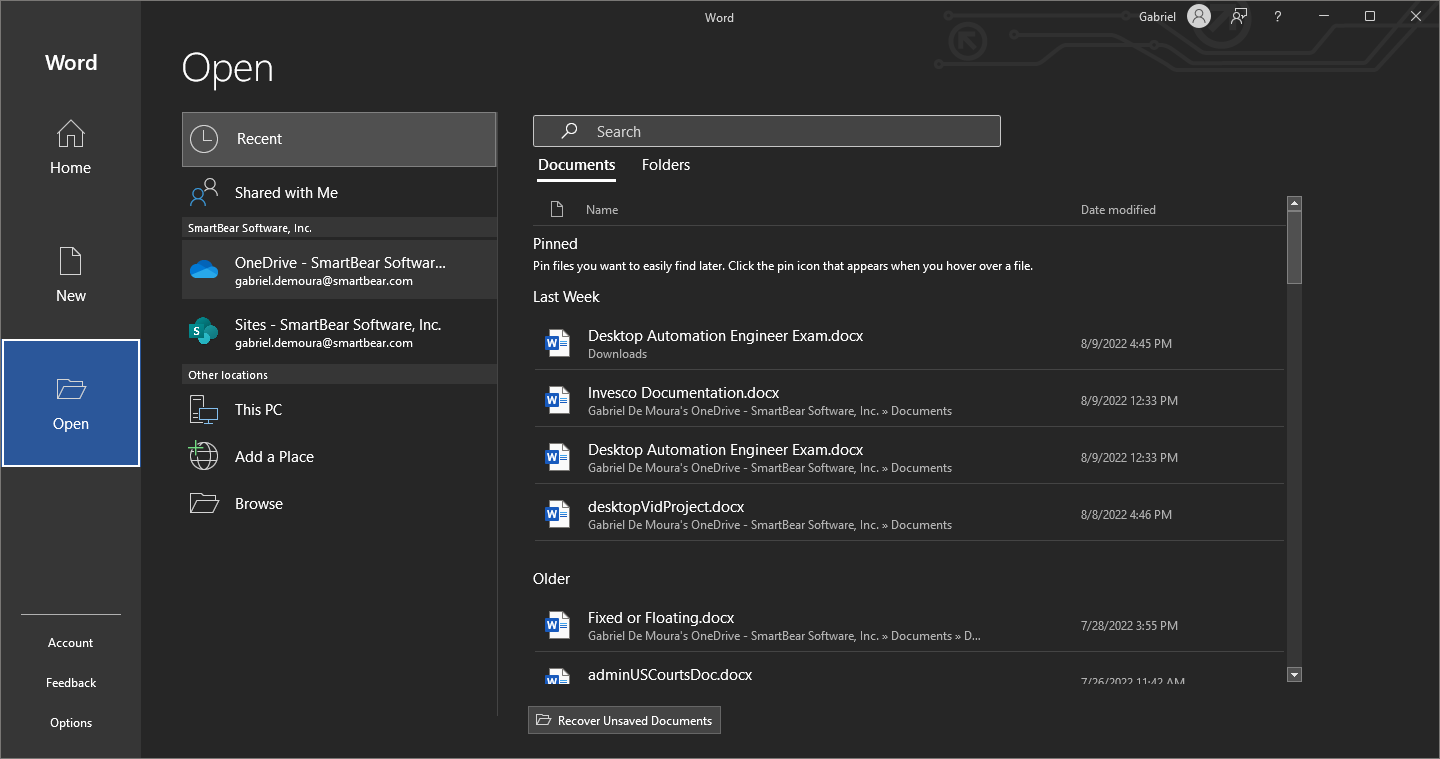 Word
Gabriel
?
Word
Home
New
Open
Account
Feedback
Options
Open
Recent
Shared with Me
SmartBear Software, Inc.
OneDrive - SmartBear Softwar...
gabriel.demoura@smartbear.com
S
Sites - SmartBear Software, Inc.
gabriel.demoura@smartbear.com
Other locations
This PC
Add a Place
Browse
Search
Documents Folders
Name Date modified
Pinned
Pin files you want to easily find later. Click the pin icon that appears when you hover over a file.
Last Week
W
Desktop Automation Engineer Exam.docx
Downloads
8/9/2022 4:45 PM
W
Invesco Documentation.docx
Gabriel De Moura's OneDrive - SmartBear Software, Inc. » Documents
8/9/2022 12:33 PM
W
Desktop Automation Engineer Exam.docx
Gabriel De Moura's OneDrive - SmartBear Software, Inc. » Documents
8/9/2022 12:33 PM
W
desktopVidProject.docx
Gabriel De Moura's OneDrive - SmartBear Software, Inc. » Documents
8/8/2022 4:46 PM
Older
W
Fixed or Floating.docx
Gabriel De Moura's OneDrive - SmartBear Software, Inc. » Documents » D...
7/28/2022 3:55 PM
W
adminUSCourtsDoc.docx
7/26/2022 11:42 AM
Recover Unsaved Documents